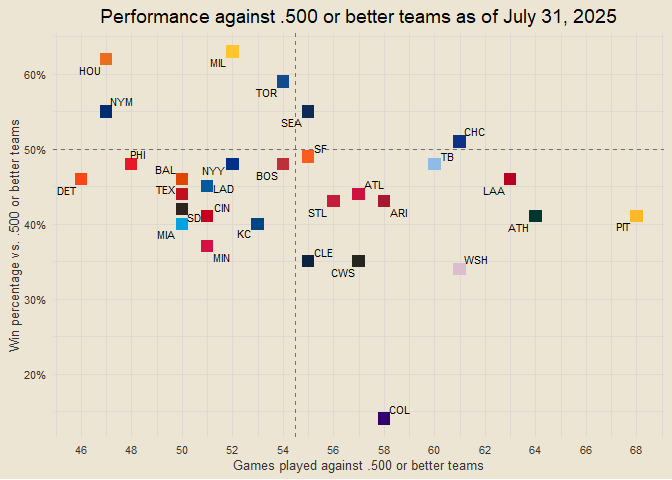 Performance against .500 or better teams as of July 31, 2025
Win percentage vs. .500 or better teams
60%
50%
40%
30%
20%
HOU
MIL
TOR
NYM
SEA
CHC
PHI
SF
TB
BAL
NYY
BOS
DET
TEX
LAD
ATL
LAA
SD
CIN
STL
ARI
MIA
KC
ATH
PIT
MIN
CLE
CWS
WSH
COL
46 48 50 52 54 56 58 60 62 64 66 68
Games played against .500 or better teams